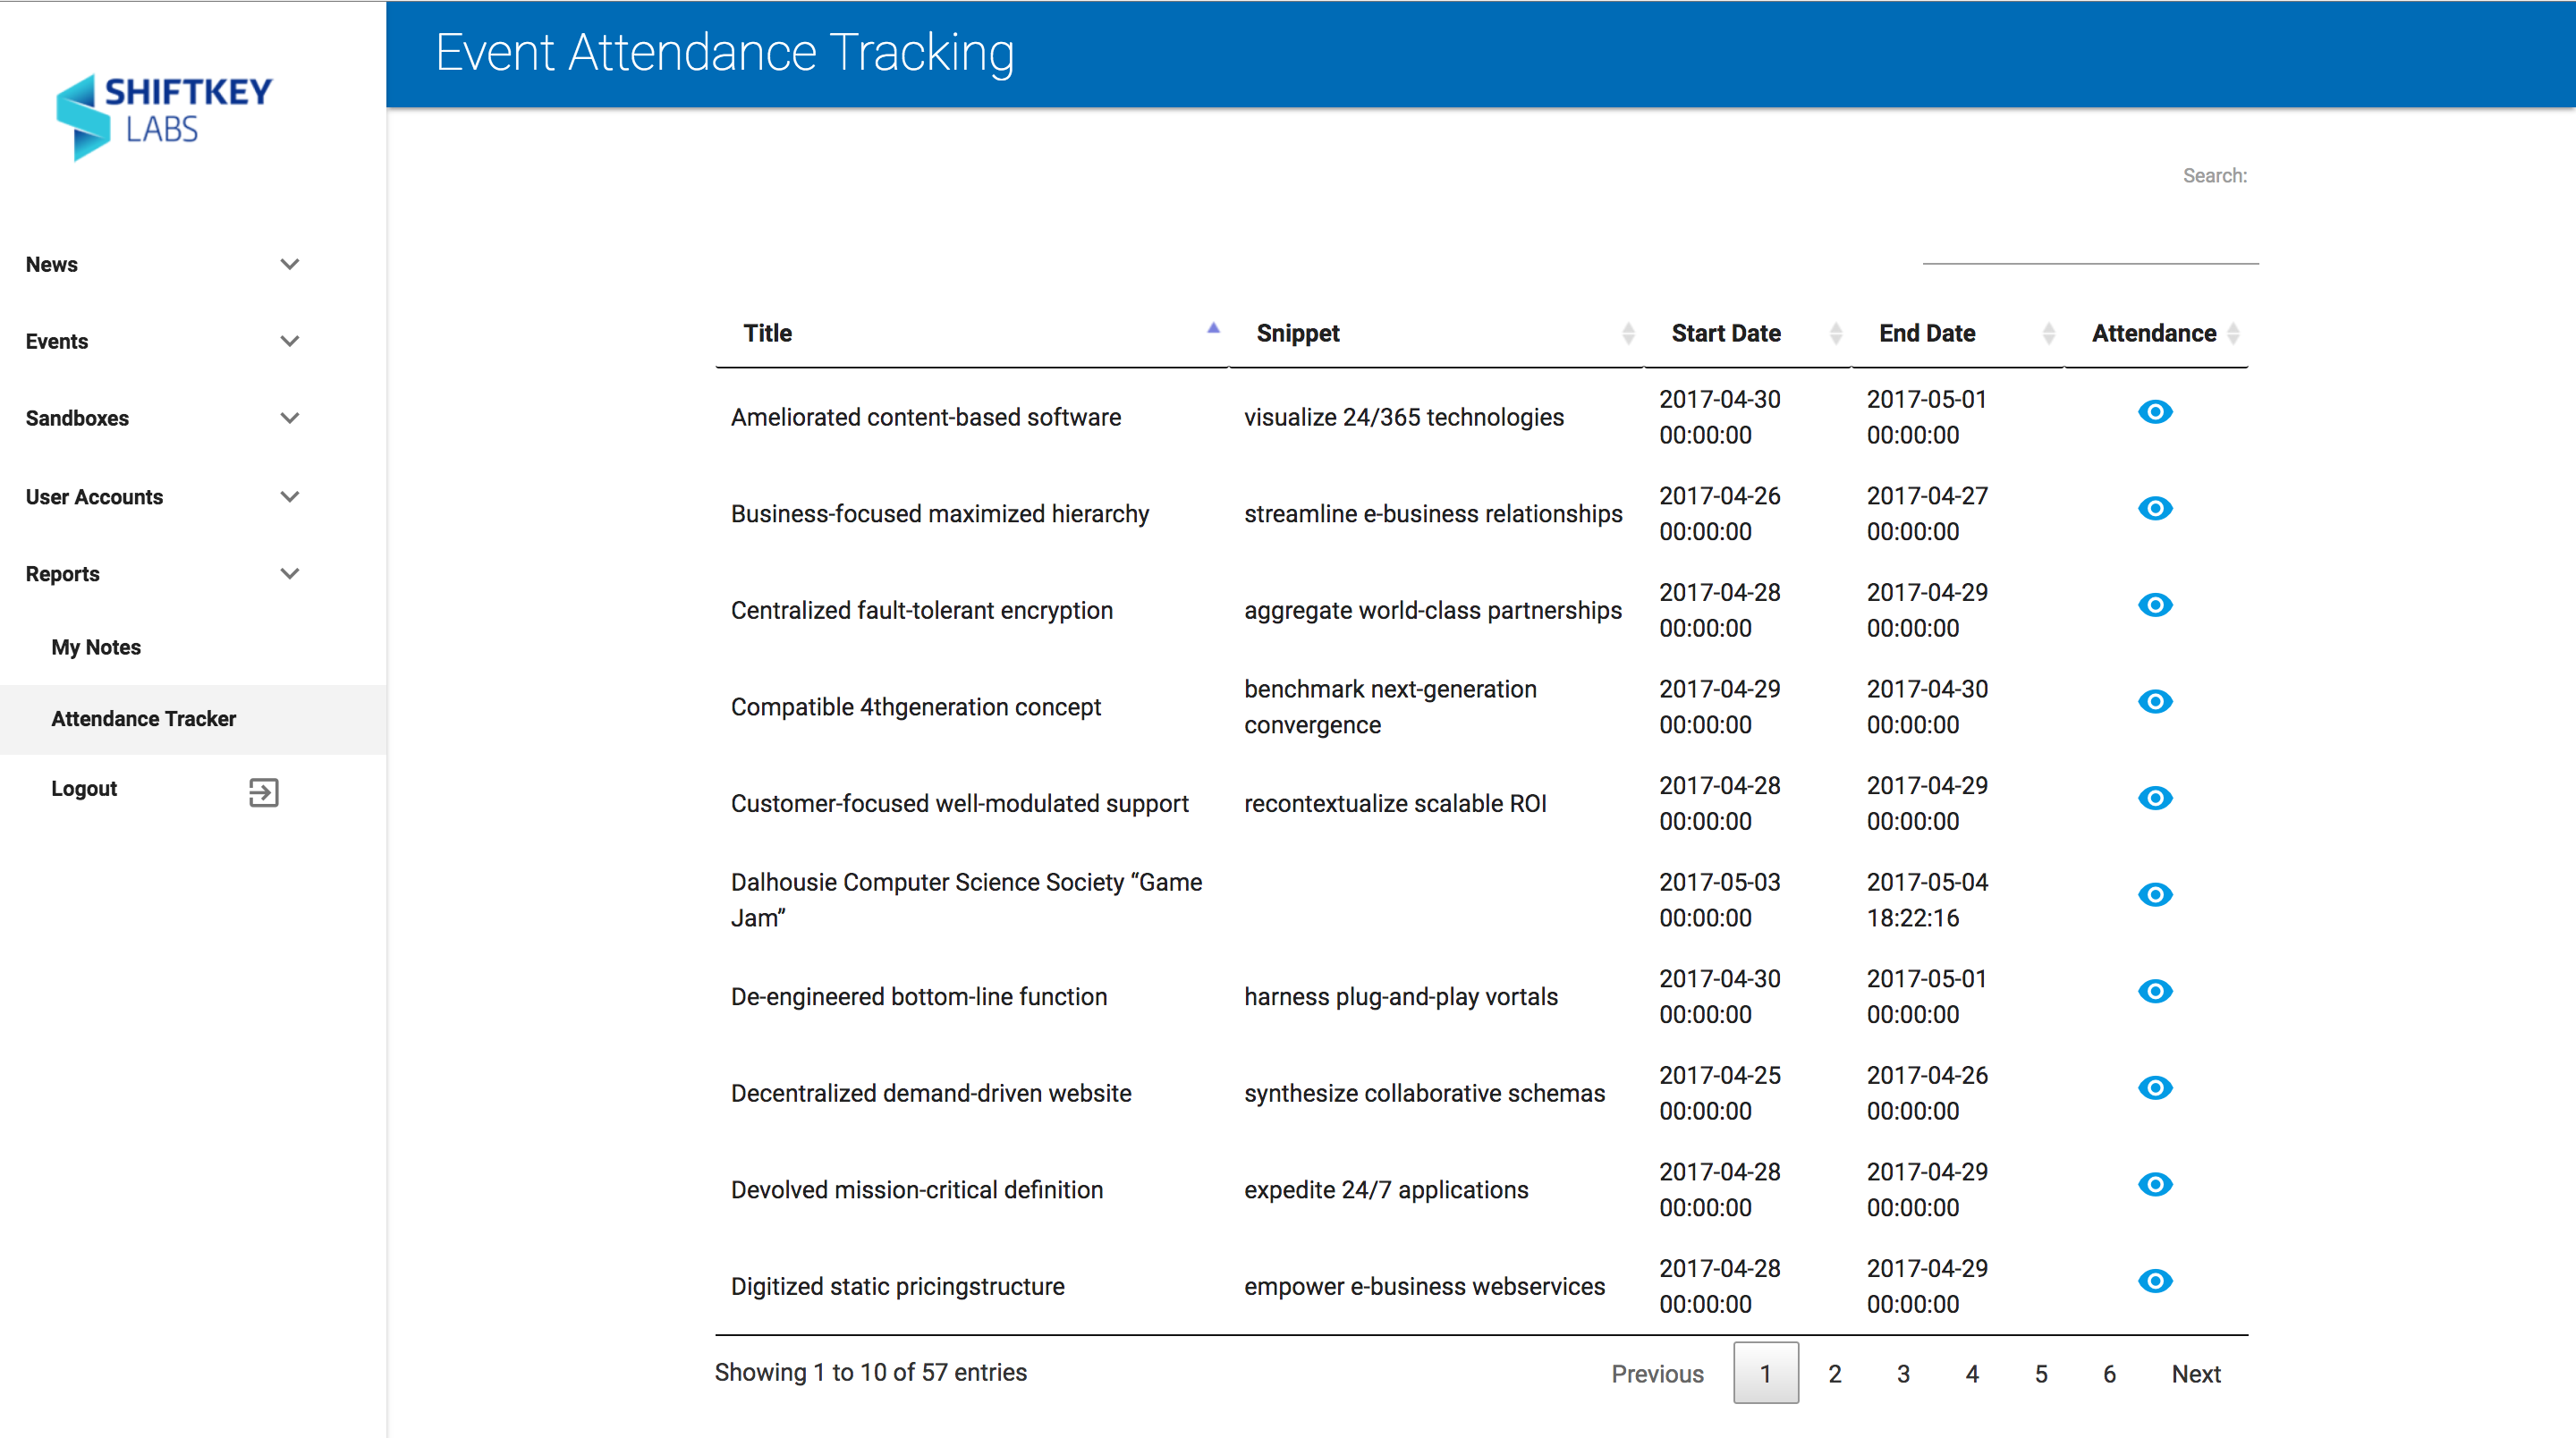 SHIFTKEY
LABS
News
Events
Sandboxes
User Accounts
Reports
My Notes
Attendance Tracker
Logout
Event Attendance Tracking
Search:
Title Snippet Start Date End Date Attendance
Ameliorated content-based software visualize 24/365 technologies 2017-04-30 2017-05-01
00:00:00 00:00:00
Business-focused maximized hierarchy streamline e-business relationships 2017-04-26 2017-04-27
00:00:00 00:00:00
Centralized fault-tolerant encryption aggregate world-class partnerships 2017-04-28 2017-04-29
00:00:00 00:00:00
Compatible 4thgeneration concept benchmark next-generation 2017-04-29 2017-04-30
convergence 00:00:00 00:00:00
Customer-focused well-modulated support recontextualize scalable ROI 2017-04-28 2017-04-29
00:00:00 00:00:00
Dalhousie Computer Science Society “Game 2017-05-03 2017-05-04
Jam” 00:00:00 18:22:16
De-engineered bottom-line function harness plug-and-play vortals 2017-04-30 2017-05-01
00:00:00 00:00:00
Decentralized demand-driven website synthesize collaborative schemas 2017-04-25 2017-04-26
00:00:00 00:00:00
Devolved mission-critical definition expedite 24/7 applications 2017-04-28 2017-04-29
00:00:00 00:00:00
Digitized static pricingstructure empower e-business webservices 2017-04-28 2017-04-29
00:00:00 00:00:00
Showing 1 to 10 of 57 entries Previous 1 2 3 4 5 6 Next